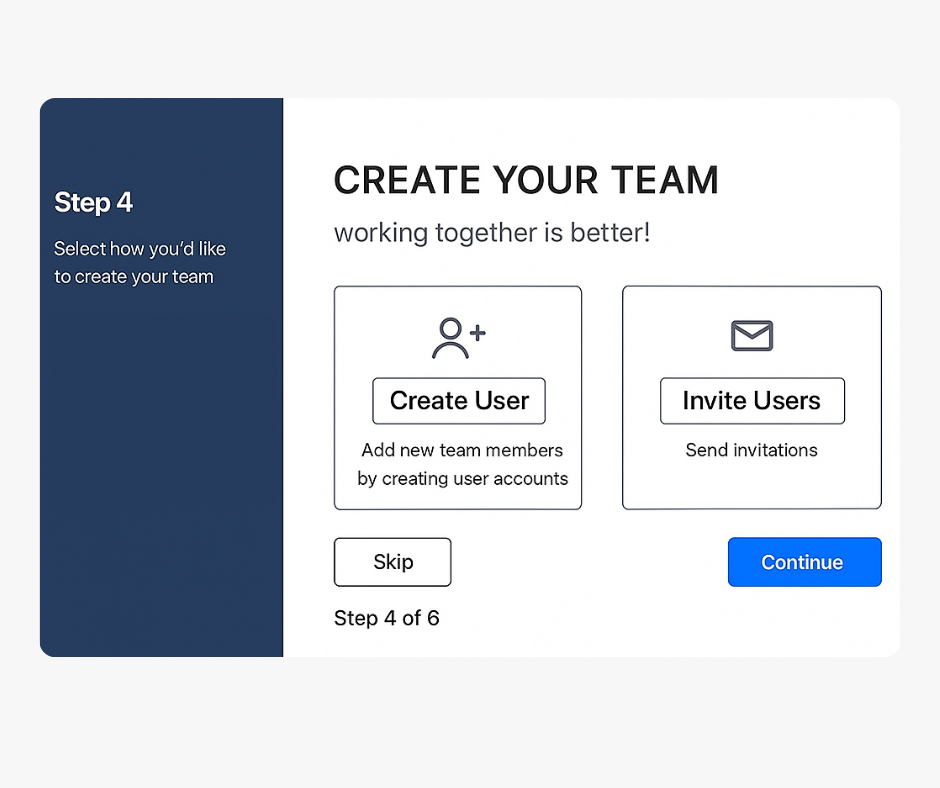 Step 4
Select how you’d like
to create your team
CREATE YOUR TEAM
working together is better!
Create User
Add new team members
by creating user accounts
Invite Users
Send invitations
Skip
Continue
Step 4 of 6